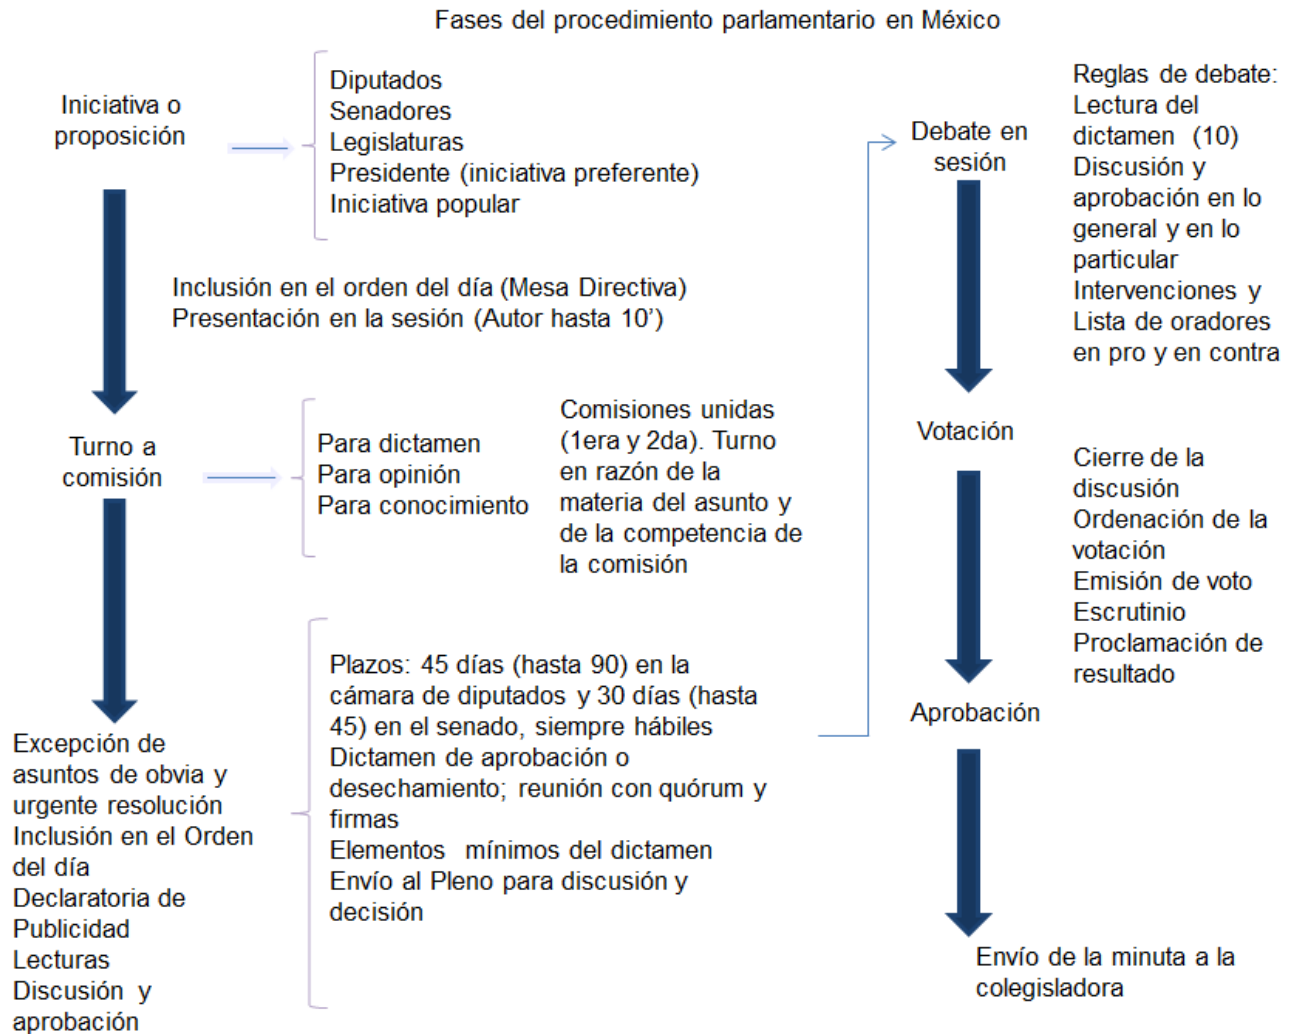 Fases del procedimiento parlamentario en México
Iniciativa o
proposición
Diputados
Senadores
Legislaturas
Presidente (iniciativa preferente)
Iniciativa popular
Inclusión en el orden del día (Mesa Directiva)
Presentación en la sesión (Autor hasta 10’)
Turno a
comisión
Para dictamen
Para opinión
Para conocimiento
Comisiones unidas
(1era y 2da). Turno
en razón de la
materia del asunto y
de la competencia de
la comisión
Excepción de
asuntos de obvia y
urgente resolución
Inclusión en el Orden
del día
Declaratoria de
Publicidad
Lecturas
Discusión y
aprobación
Plazos: 45 días (hasta 90) en la
cámara de diputados y 30 días (hasta
45) en el senado, siempre hábiles
Dictamen de aprobación o
desechamiento; reunión con quórum y
firmas
Elementos mínimos del dictamen
Envío al Pleno para discusión y
decisión
Debate en
sesión
Reglas de debate:
Lectura del
dictamen (10)
Discusión y
aprobación en lo
general y en lo
particular
Intervenciones y
Lista de oradores
en pro y en contra
Votación
Cierre de la
discusión
Ordenación de la
votación
Emisión de voto
Escrutinio
Proclamación de
resultado
Aprobación
Envío de la minuta a la
colegisladora